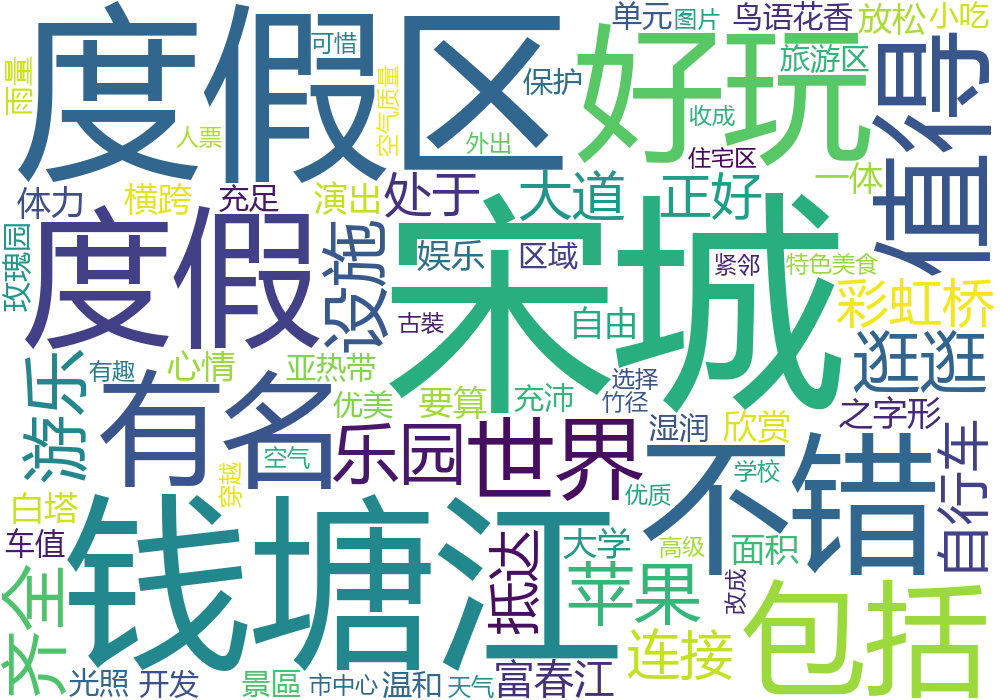 度假区
好玩
值得
单元
图片
鸟语花香
放松
小吃
可惜
旅游区
雨量
空气质量
保护
收成
人票
外出
住宅区
体力
横跨
充足
演出
处于
大道
正好
一体
度假
设施
宋城
玫瑰园
娱乐
区域
紧邻
特色美食
彩虹桥
古装
自由
游乐
有趣
心情
亚热带
逛逛
有名
优美
要算
充沛
选择
竹径
之字形
乐园
世界
湿润
欣赏
不错
自行车
空气
穿越
优质
学校
白塔
车值
钱塘江
抵达
大学
高级
面积
齐全
苹果
改成
包括
连接
光照
开发
景區
市中心
温和
天气
富春江